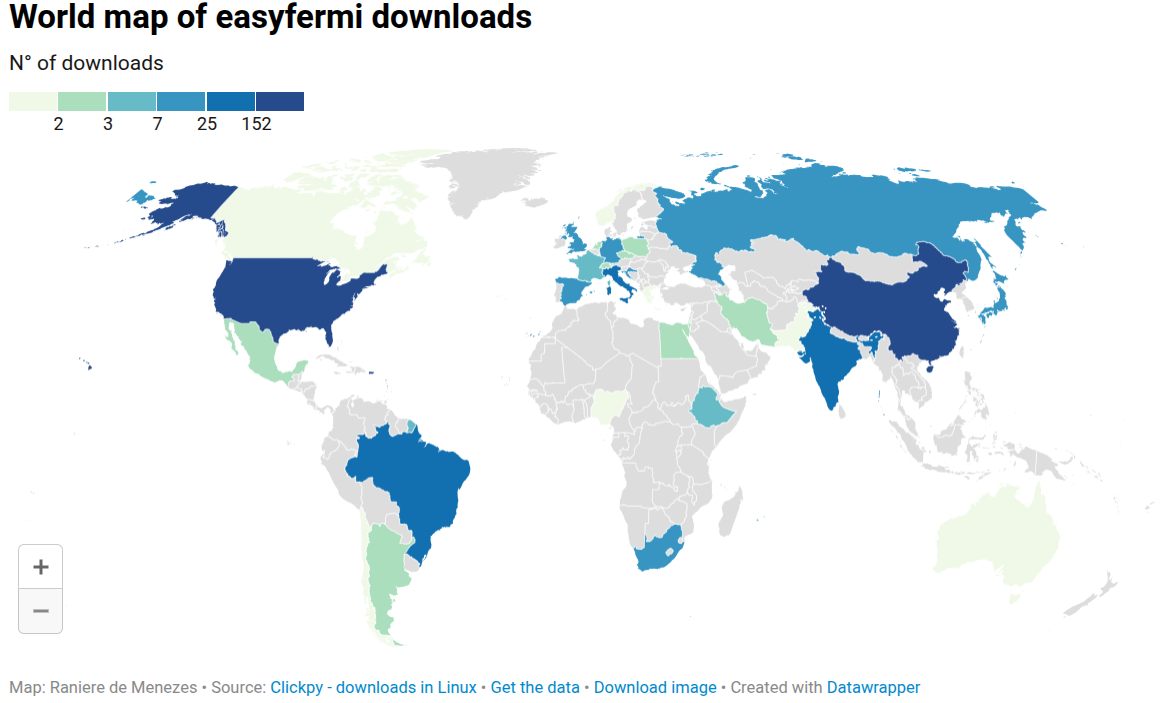 World map of easyfermi downloads
N° of downloads
2 3 7 25 152
+
−
Map: Raniere de Menezes • Source: Clickpy - downloads in Linux • Get the data • Download image • Created with Datawrapper